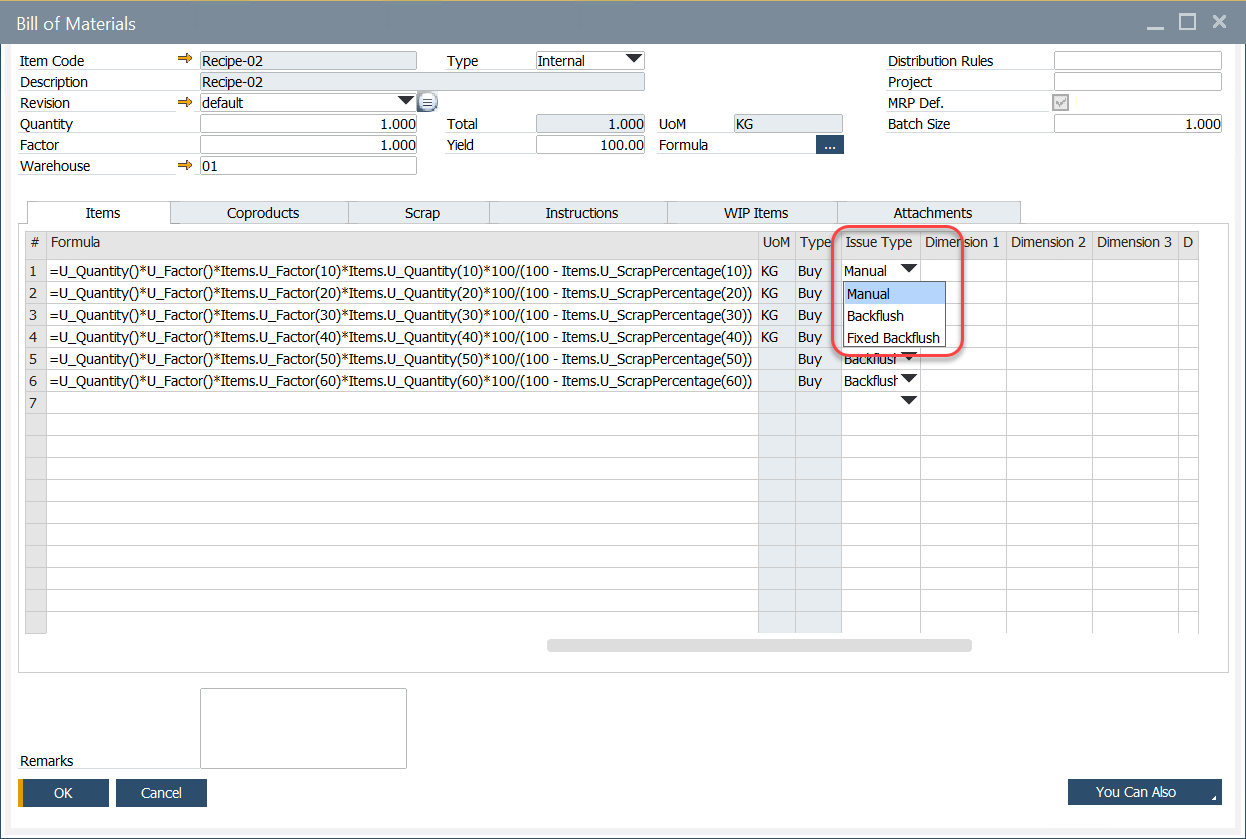 Bill of Materials
Item Code Recipe-02 Type Internal Distribution Rules
Description Recipe-02 Project
Revision default MRP Def.
Quantity 1.000 Total 1.000 UoM KG Batch Size 1.000
Factor 1.000 Yield 100.00 Formula ...
Warehouse 01
Items Coproducts Scrap Instructions WIP Items Attachments
# Formula UoM Type Issue Type Dimension 1 Dimension 2 Dimension 3 D
1 =U_Quantity()*U_Factor()*Items.U_Factor(10)*Items.U_Quantity(10)*100/(100 - Items.U_ScrapPercentage(10)) KG Buy Manual
2 =U_Quantity()*U_Factor()*Items.U_Factor(20)*Items.U_Quantity(20)*100/(100 - Items.U_ScrapPercentage(20)) KG Buy Manual
3 =U_Quantity()*U_Factor()*Items.U_Factor(30)*Items.U_Quantity(30)*100/(100 - Items.U_ScrapPercentage(30)) KG Buy Backflush
4 =U_Quantity()*U_Factor()*Items.U_Factor(40)*Items.U_Quantity(40)*100/(100 - Items.U_ScrapPercentage(40)) KG Buy Fixed Backflush
5 =U_Quantity()*U_Factor()*Items.U_Factor(50)*Items.U_Quantity(50)*100/(100 - Items.U_ScrapPercentage(50)) Buy Backflush
6 =U_Quantity()*U_Factor()*Items.U_Factor(60)*Items.U_Quantity(60)*100/(100 - Items.U_ScrapPercentage(60)) Buy Backflush
7
Remarks
OK Cancel You Can Also